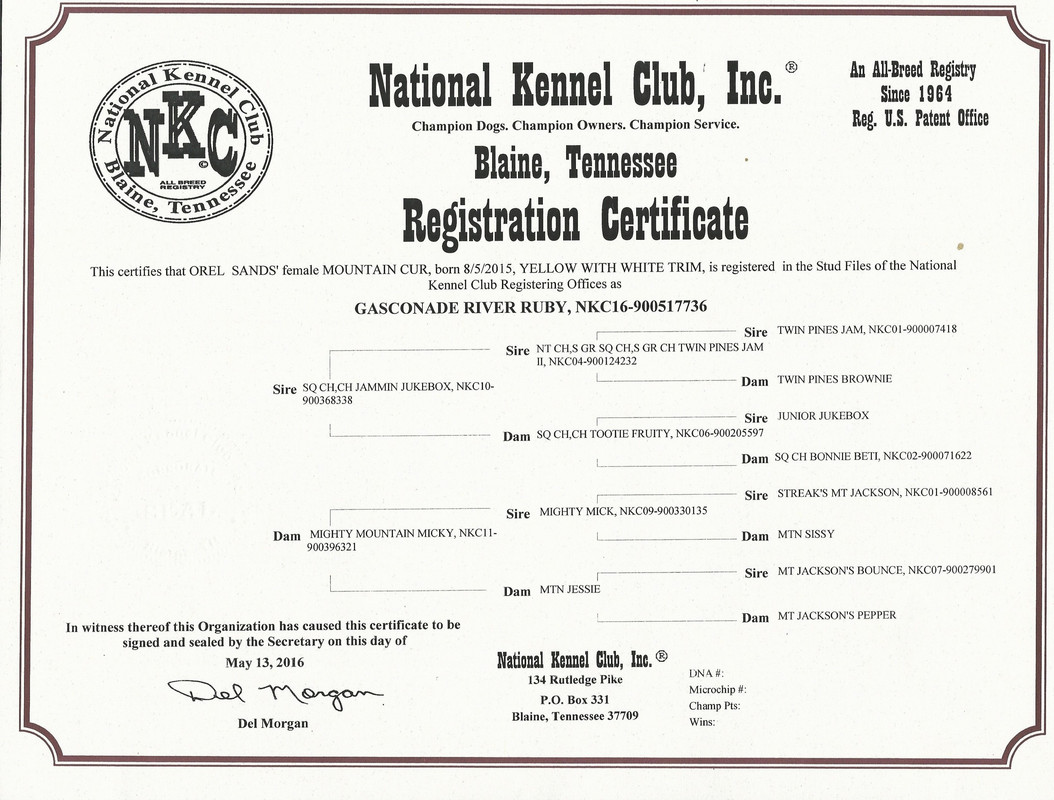 National Kennel Club
NKC
©
ALL BREED
REGISTRY
Blaine, Tennessee
National Kennel Club, Inc.®
Champion Dogs. Champion Owners. Champion Service.
Blaine, Tennessee
Registration Certificate
An All-Breed Registry
Since 1964
Reg. U.S. Patent Office
This certifies that OREL SANDS' female MOUNTAIN CUR, born 8/5/2015, YELLOW WITH WHITE TRIM, is registered in the Stud Files of the National
Kennel Club Registering Offices as
GASCONADE RIVER RUBY, NKC16-900517736
Sire TWIN PINES JAM, NKC01-900007418
Sire NT CH,S GR SQ CH,S GR CH TWIN PINES JAM
II, NKC04-900124232
Dam TWIN PINES BROWNIE
Sire SQ CH,CH JAMMIN JUKEBOX, NKC10-
900368338
Sire JUNIOR JUKEBOX
Dam SQ CH,CH TOOTIE FRUITY, NKC06-900205597
Dam SQ CH BONNIE BETI, NKC02-900071622
Sire STREAK'S MT JACKSON, NKC01-900008561
Sire MIGHTY MICK, NKC09-900330135
Dam MIGHTY MOUNTAIN MICKY, NKC11-
900396321
Dam MTN SISSY
Sire MT JACKSON'S BOUNCE, NKC07-900279901
Dam MTN JESSIE
Dam MT JACKSON'S PEPPER
In witness thereof this Organization has caused this certificate to be
signed and sealed by the Secretary on this day of
May 13, 2016
Del Morgan
Del Morgan
National Kennel Club, Inc.®
134 Rutledge Pike
P.O. Box 331
Blaine, Tennessee 37709
DNA #:
Microchip #:
Champ Pts:
Wins: